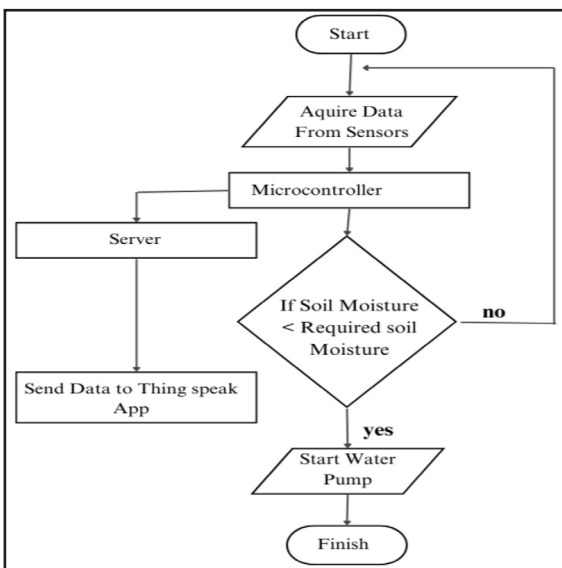 Start
Aquire Data
From Sensors
Microcontroller
Server
If Soil Moisture
< Required soil
Moisture
no
Send Data to Thing speak
App
yes
Start Water
Pump
Finish